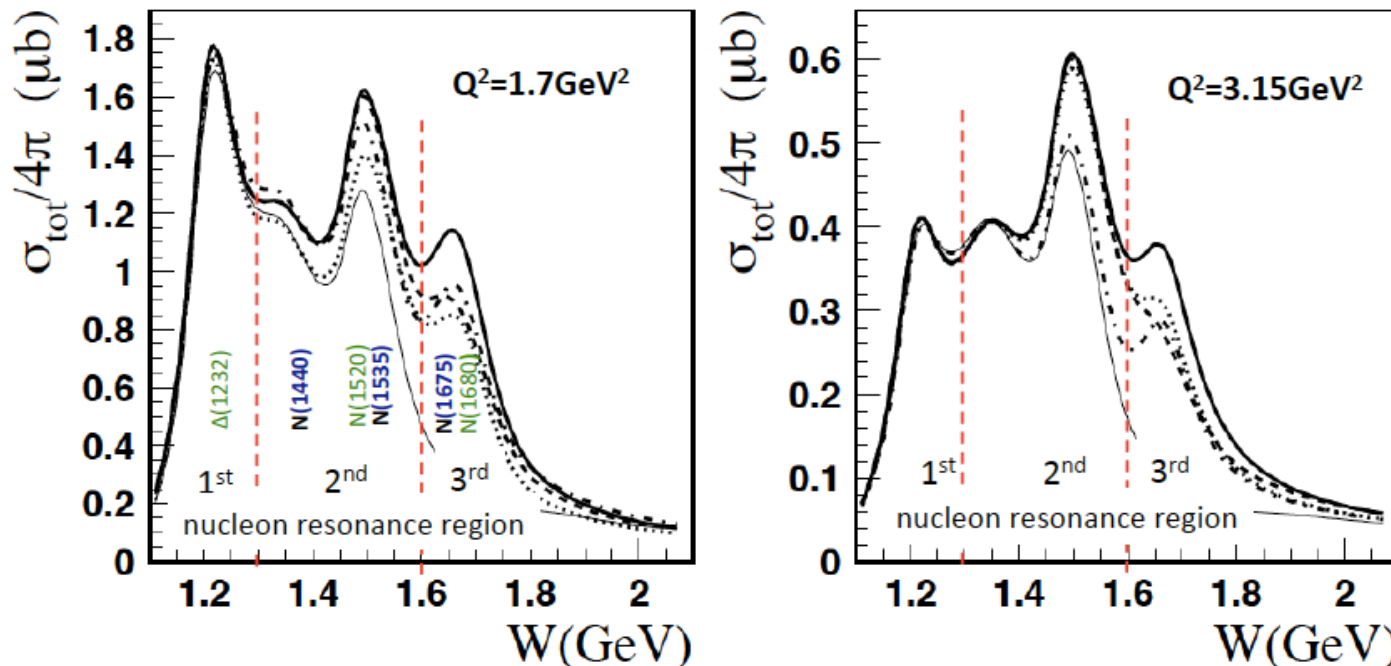 σtot/4π (μb)
1.8
1.6
1.4
1.2
1
0.8
0.6
0.4
0.2
0
Q²=1.7GeV²
Δ(1232)
N(1440)
N(1520)
N(1535)
N(1675)
N(1680)
1st 2nd 3rd
nucleon resonance region
1.2 1.4 1.6 1.8 2
W(GeV)
σtot/4π (μb)
0.6
0.5
0.4
0.3
0.2
0.1
0
Q²=3.15GeV²
1st 2nd 3rd
nucleon resonance region
1.2 1.4 1.6 1.8 2
W(GeV)